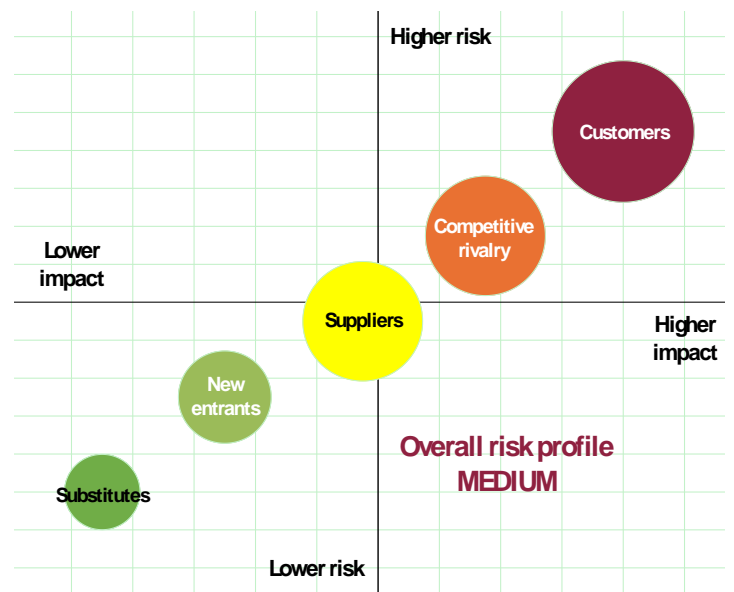 Higher risk
Customers
Competitive
rivalry
Lower
impact
Suppliers
Higher
impact
New
entrants
Overall risk profile
MEDIUM
Substitutes
Lower risk